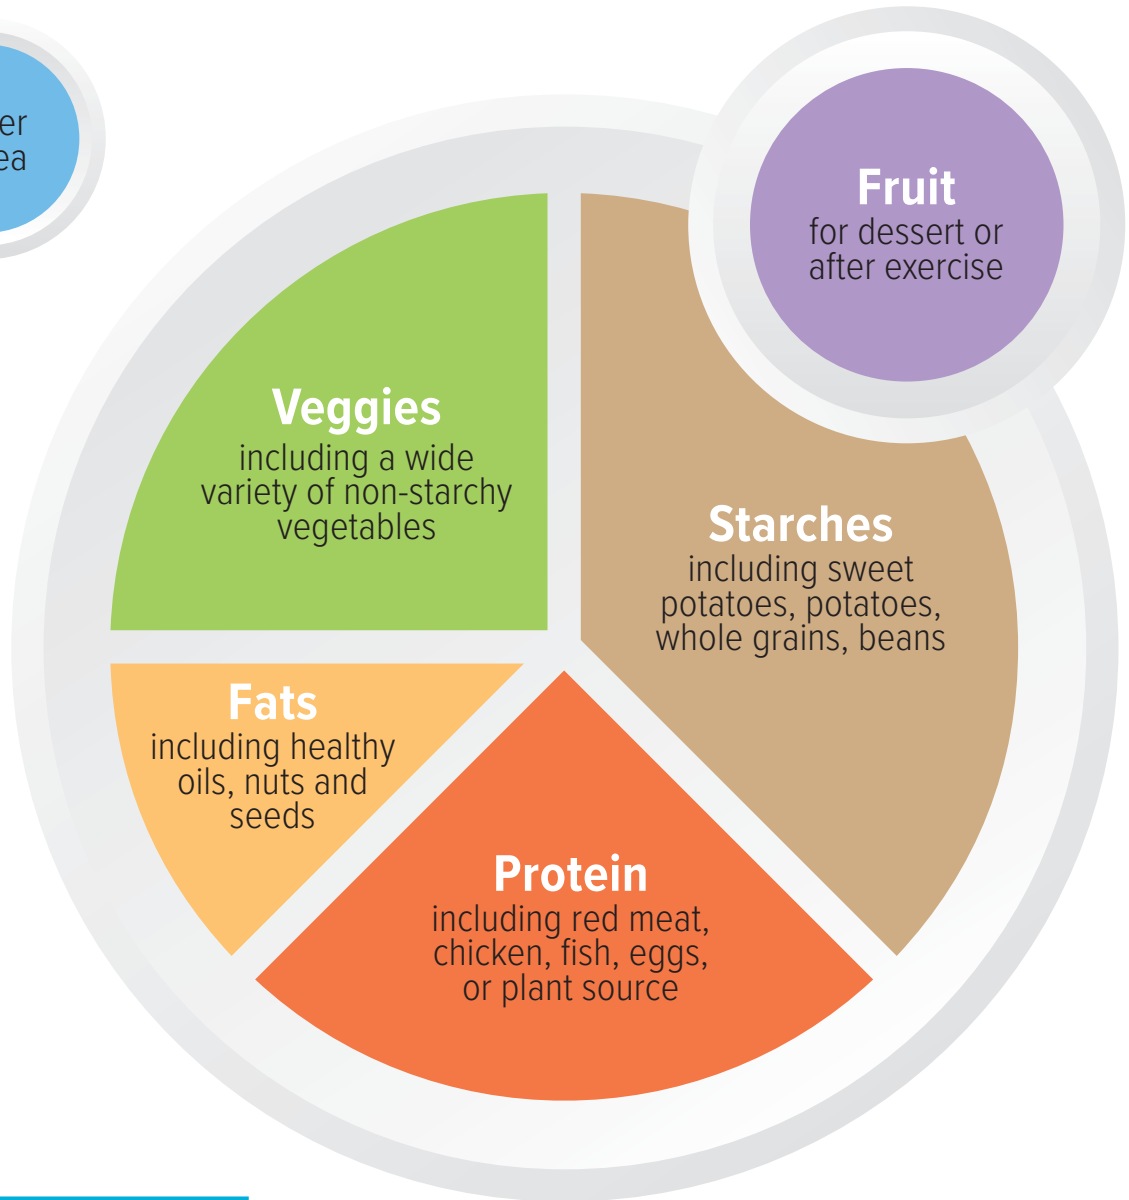 Fruit
for dessert or
after exercise
Veggies
including a wide
variety of non-starchy
vegetables
Starches
including sweet
potatoes, potatoes,
whole grains, beans
Fats
including healthy
oils, nuts and
seeds
Protein
including red meat,
chicken, fish, eggs,
or plant source